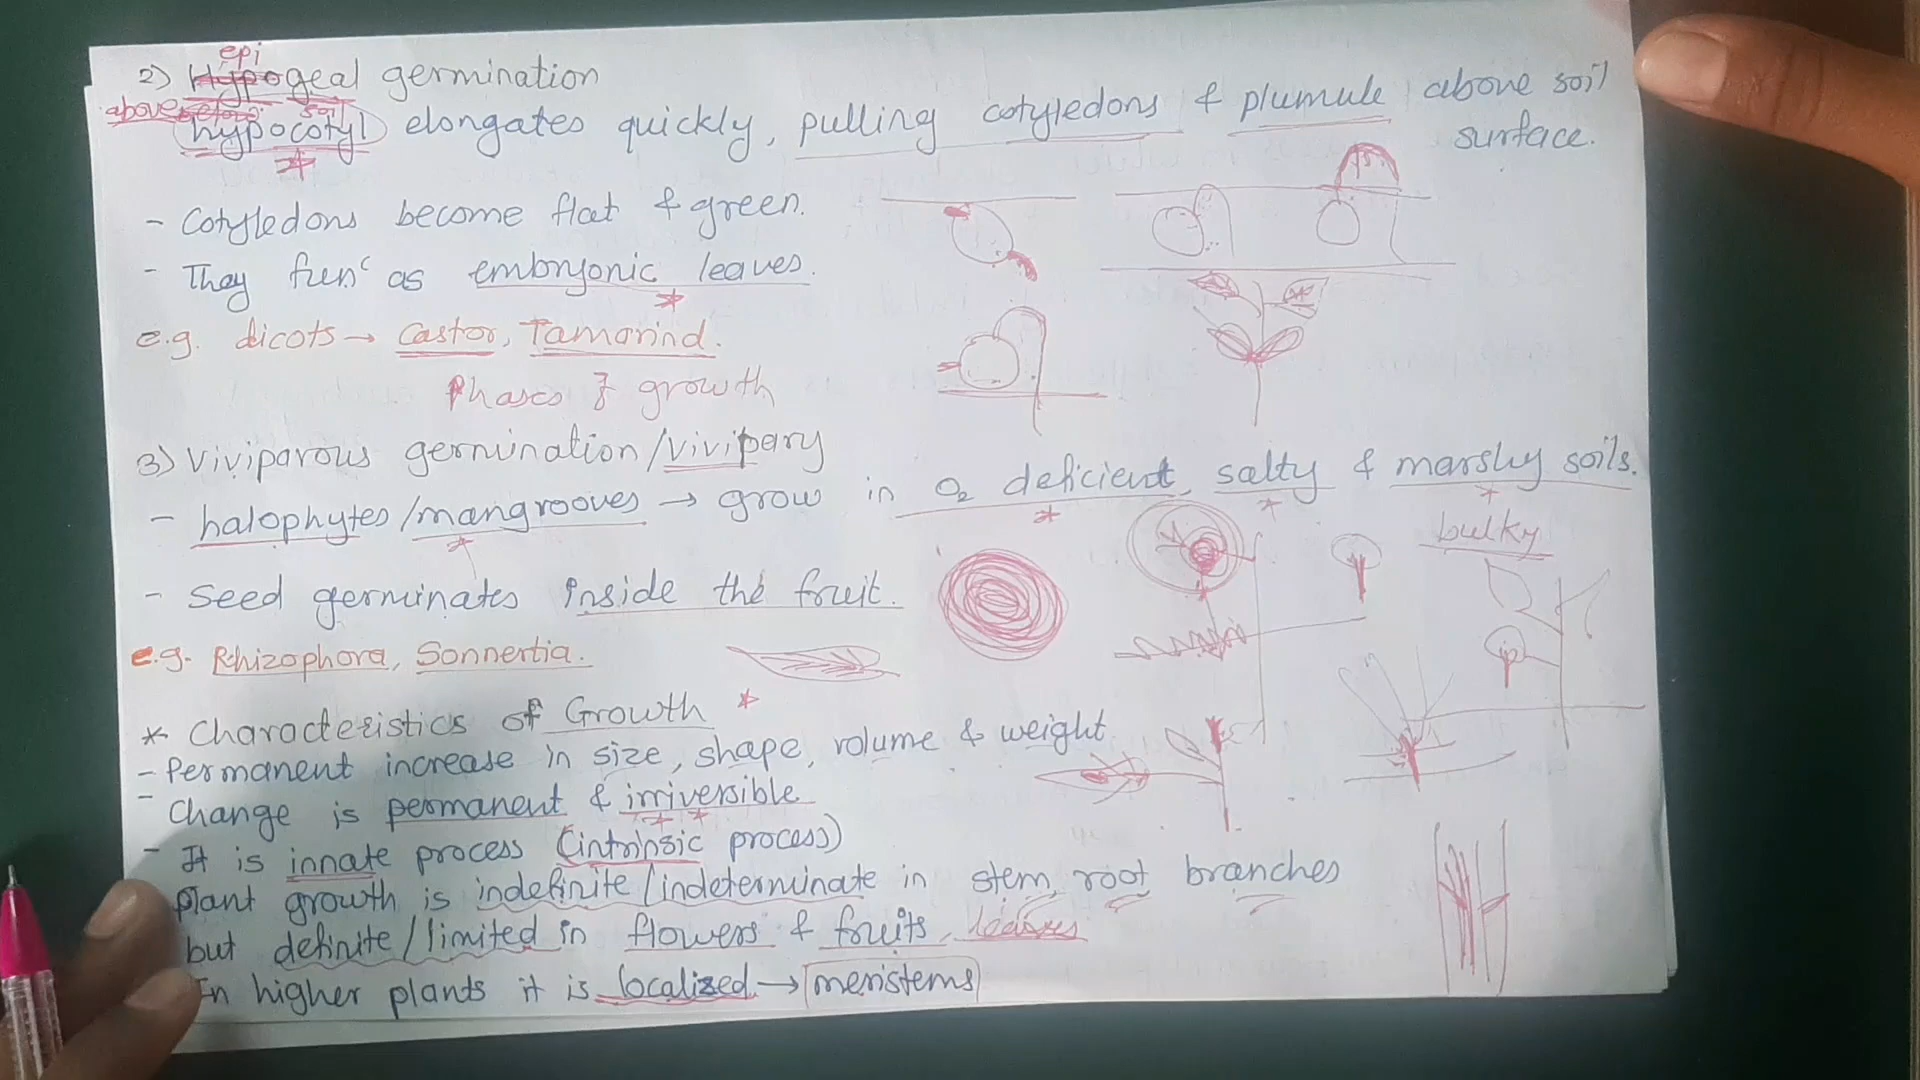 epi
2) Hypogeal germination
above before soil
hypocotyl elongates quickly, pulling cotyledons & plumule above soil
surface.
- Cotyledons become flat & green.
- They func as embryonic leaves.
e.g. dicots → Castor, Tamarind.
Phases of growth
3) Viviparous germination/Vivipary
- halophytes/mangrooves → grow in O2 deficient, salty & marshy soils.
bulky
- Seed germinates inside the fruit.
e.g. Rhizophora, Sonnertia.
* Characteristics of Growth
- Permanent increase in size, shape, volume & weight
- Change is permanent & irriversible
- It is innate process (intrinsic process)
Plant growth is indefinite/indeterminate in stem, root branches
but definite/limited in flowers & fruits, leaves
In higher plants it is localized → meristems